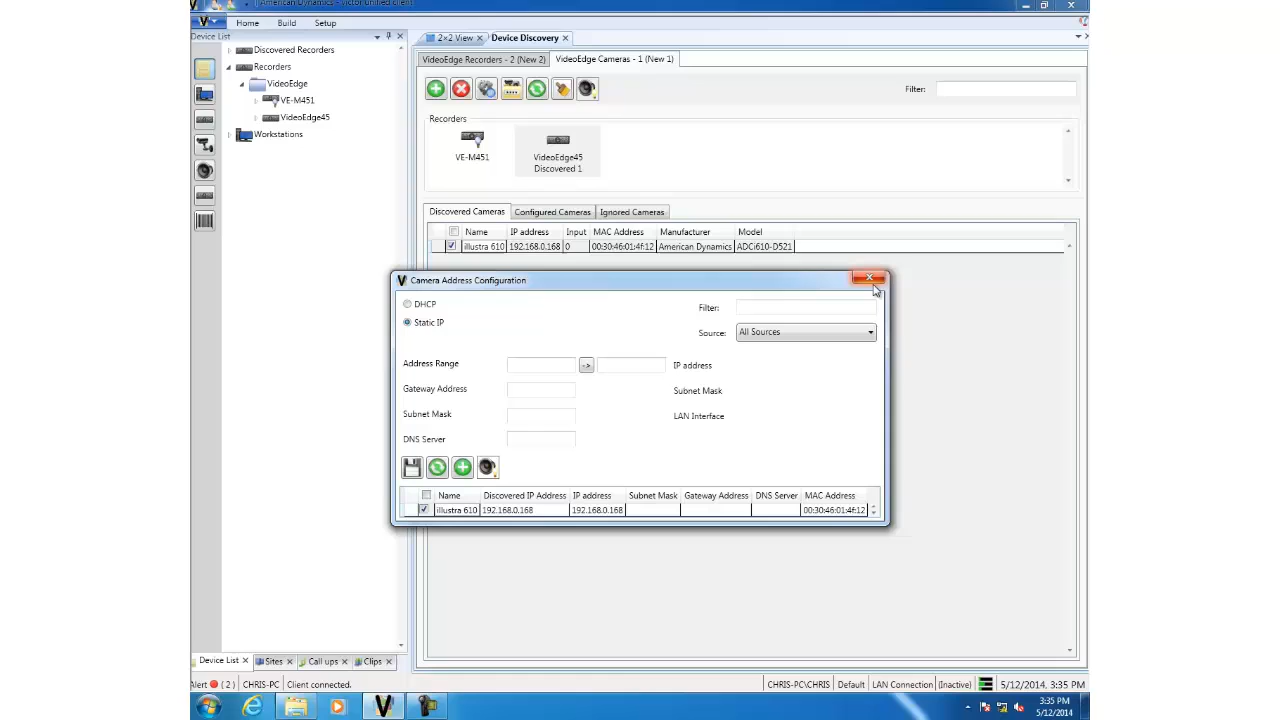 American Dynamics - victor unified client
Home Build Setup
Device List
Discovered Recorders
Recorders
VideoEdge
VE-M451
VideoEdge45
Workstations
2×2 View Device Discovery
VideoEdge Recorders - 2 (New 2) VideoEdge Cameras - 1 (New 1)
Filter:
Recorders
VE-M451
VideoEdge45
Discovered 1
Discovered Cameras Configured Cameras Ignored Cameras
Name IP address Input MAC Address Manufacturer Model
illustra 610 192.168.0.168 0 00:30:46:01:4f:12 American Dynamics ADCi610-D521
Camera Address Configuration
DHCP
Static IP
Filter:
Source: All Sources
Address Range -> IP address
Gateway Address Subnet Mask
Subnet Mask LAN Interface
DNS Server
Name Discovered IP Address IP address Subnet Mask Gateway Address DNS Server MAC Address
illustra 610 192.168.0.168 192.168.0.168 00:30:46:01:4f:12
Device List Sites Call ups Clips
Alert (2) CHRIS-PC Client connected. CHRIS-PC\CHRIS Default LAN Connection (Inactive) 5/12/2014, 3:35 PM
3:35 PM
5/12/2014